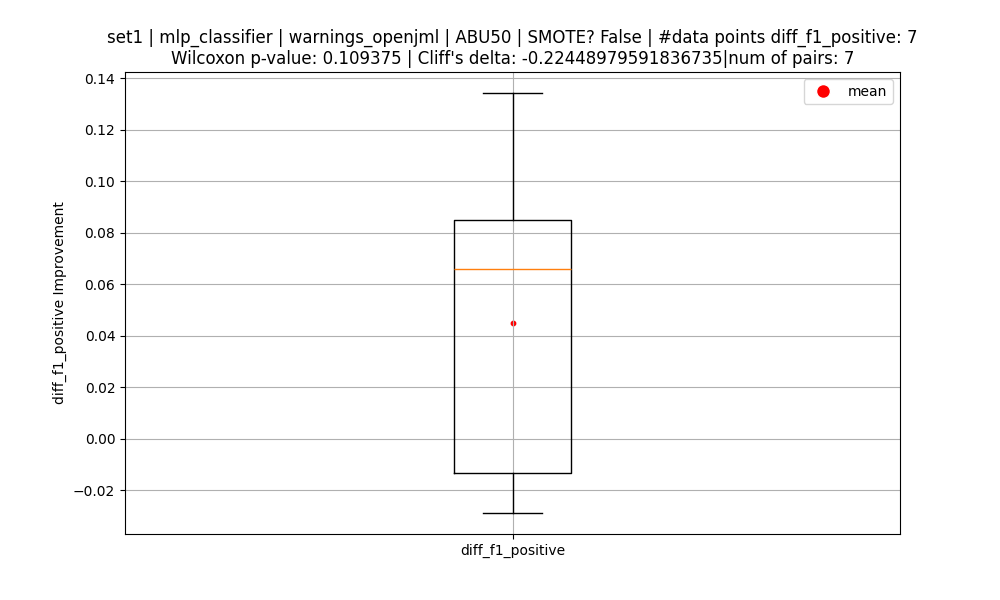 set1 | mlp_classifier | warnings_openjml | ABU50 | SMOTE? False | #data points diff_f1_positive: 7
Wilcoxon p-value: 0.109375 | Cliff's delta: -0.22448979591836735|num of pairs: 7
mean
0.14
0.12
0.10
0.08
0.06
0.04
0.02
0.00
−0.02
diff_f1_positive Improvement
diff_f1_positive